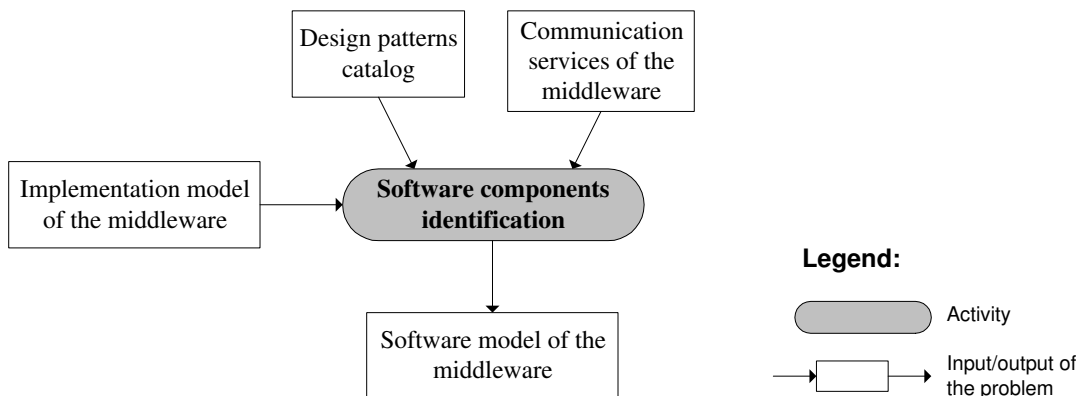 Design patterns
catalog
Communication
services of the
middleware
Implementation model
of the middleware
Software components
identification
Software model of the
middleware
Legend:
Activity
Input/output of
the problem